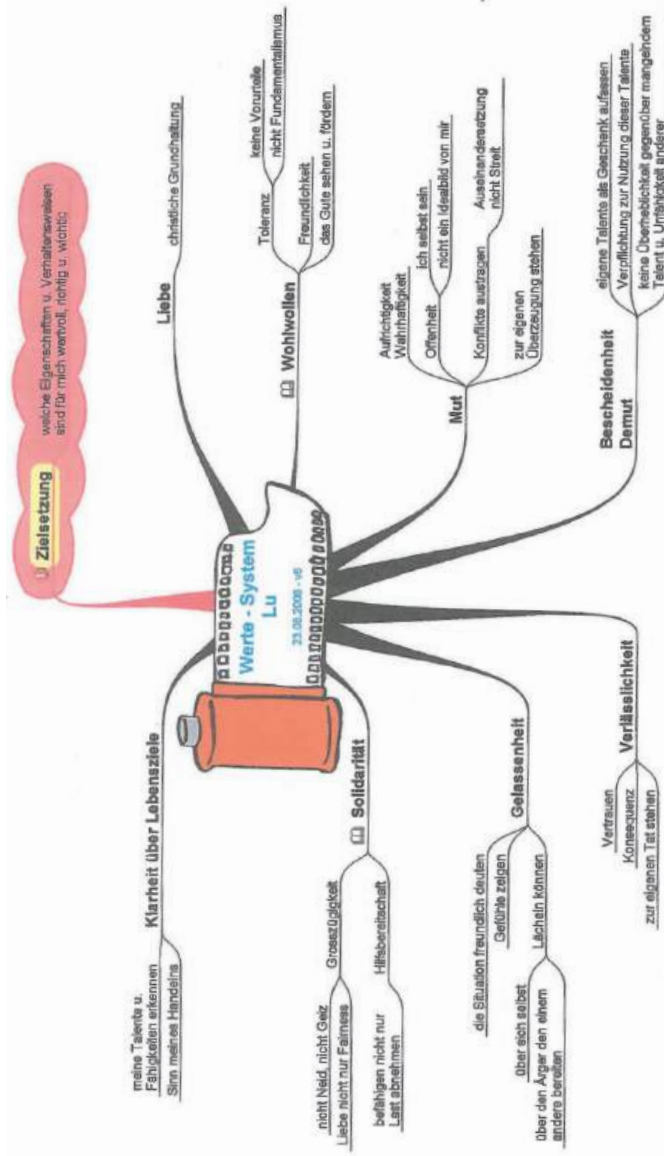 Zielsetzung
welche Eigenschaften u. Verhaltensweisen
sind für mich wertvoll, richtig u. wichtig
Werte - System
Lu
23.08.2008 - v6
Liebe
christliche Grundhaltung
Wohlwollen
Toleranz
keine Vorurteile
nicht Fundamentalismus
Freundlichkeit
das Gute sehen u. fördern
Mut
Aufrichtigkeit
Wahrhaftigkeit
Offenheit
ich selbst sein
nicht ein Idealbild von mir
Konflikte austragen
Auseinandersetzung
nicht Streit
zur eigenen
Überzeugung stehen
Bescheidenheit
Demut
eigene Talente als Geschenk auffassen
Verpflichtung zur Nutzung dieser Talente
keine Überheblichkeit gegenüber mangelndem
Talent u. Unfähigkeit anderer
Klarheit über Lebensziele
meine Talente u.
Fähigkeiten erkennen
Sinn meines Handelns
Solidarität
Grosszügigkeit
nicht Neid, nicht Geiz
Liebe nicht nur Fairness
Hilfsbereitschaft
befähigen nicht nur
Last abnehmen
Gelassenheit
die Situation freundlich deuten
Gefühle zeigen
Lächeln können
über sich selbst
über den Ärger den einem
andere bereiten
Verlässlichkeit
Vertrauen
Konsequenz
zur eigenen Tat stehen